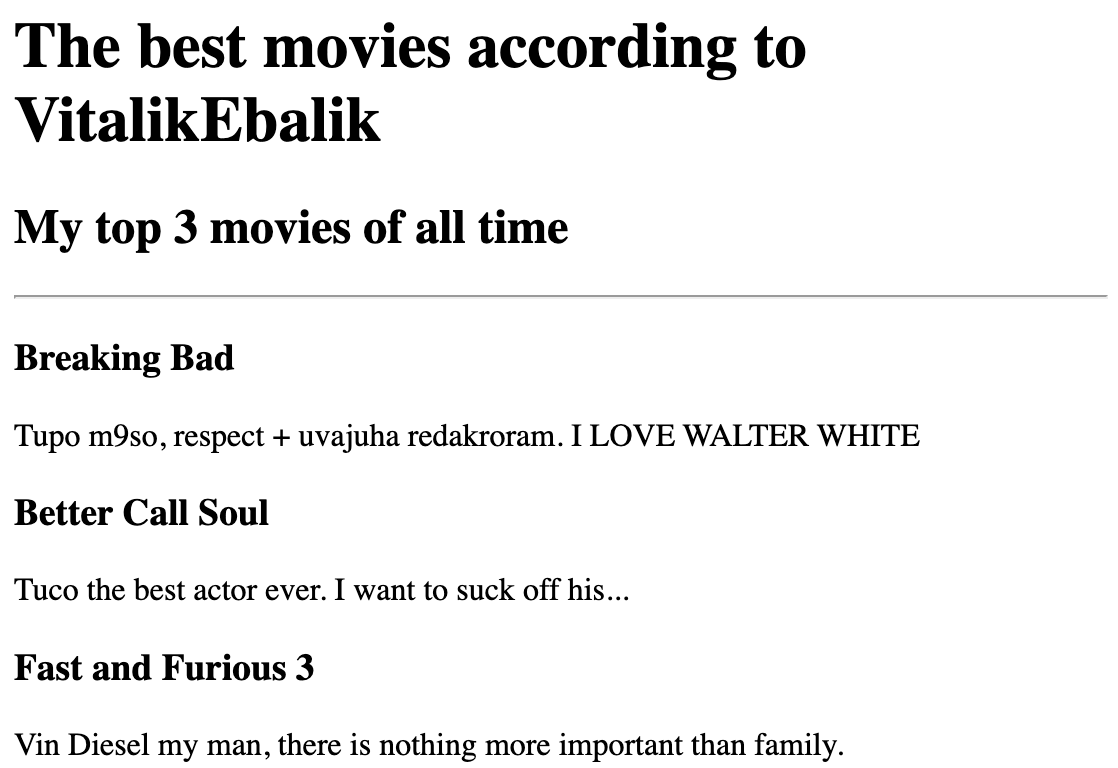 The best movies according to
VitalikEbalik
My top 3 movies of all time
Breaking Bad
Tupo m9so, respect + uvajuha redakroram. I LOVE WALTER WHITE
Better Call Soul
Tuco the best actor ever. I want to suck off his...
Fast and Furious 3
Vin Diesel my man, there is nothing more important than family.